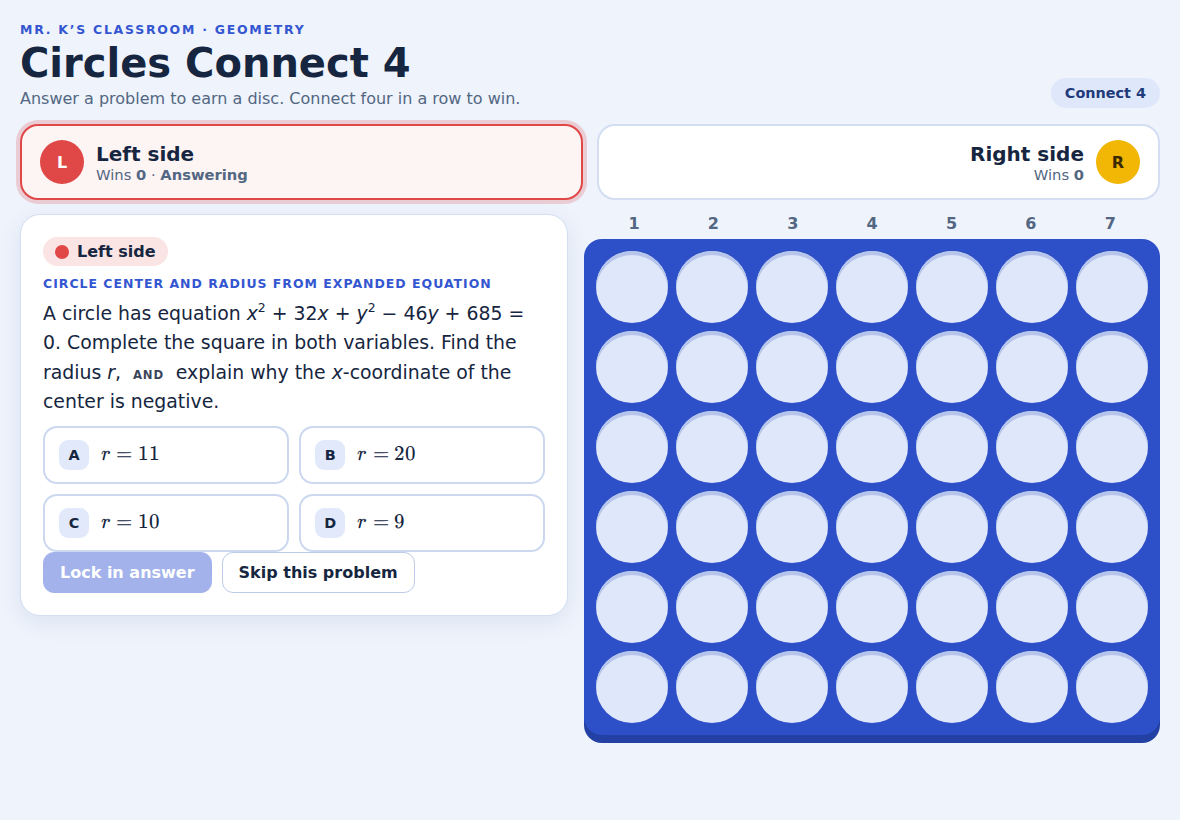 MR. K’S CLASSROOM · GEOMETRY
Circles Connect 4
Answer a problem to earn a disc. Connect four in a row to win.
Connect 4
L
Left side
Wins 0 · Answering
Right side
Wins 0
R
Left side
CIRCLE CENTER AND RADIUS FROM EXPANDED EQUATION
A circle has equation x² + 32x + y² − 46y + 685 =
0. Complete the square in both variables. Find the
radius r, AND explain why the x-coordinate of the
center is negative.
A r = 11
B r = 20
C r = 10
D r = 9
Lock in answer
Skip this problem
1 2 3 4 5 6 7